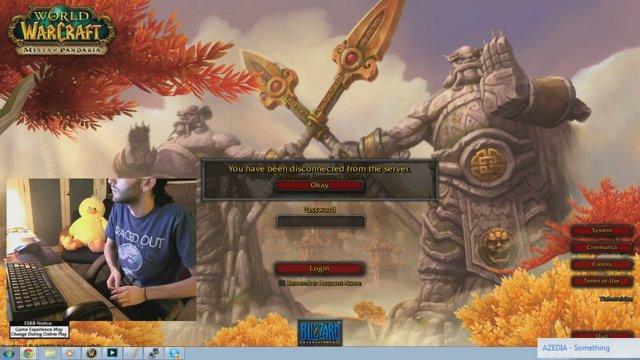 WORLD
OF
WARCRAFT
MISTS OF PANDARIA
You have been disconnected from the server.
Okay
Password
Login
Remember Account Name
System
Cinematics
Credits
Terms of Use
Quit
SPACED OUT
ESRB Notice:
Game Experience May
Change During Online Play
BLIZZARD
ENTERTAINMENT
AZEDIA - Something